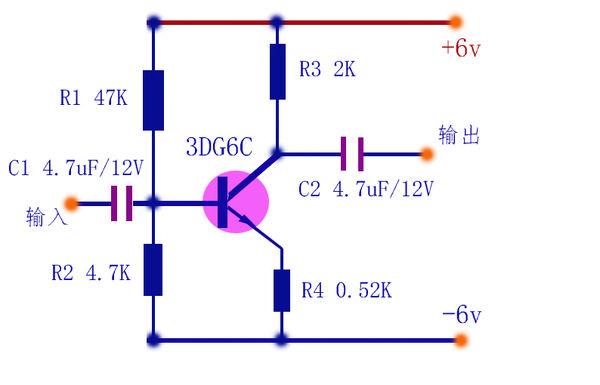 +6v
R3 2K
R1 47K
3DG6C
输出
C1 4.7uF/12V
C2 4.7uF/12V
输入
R2 4.7K
R4 0.52K
-6v